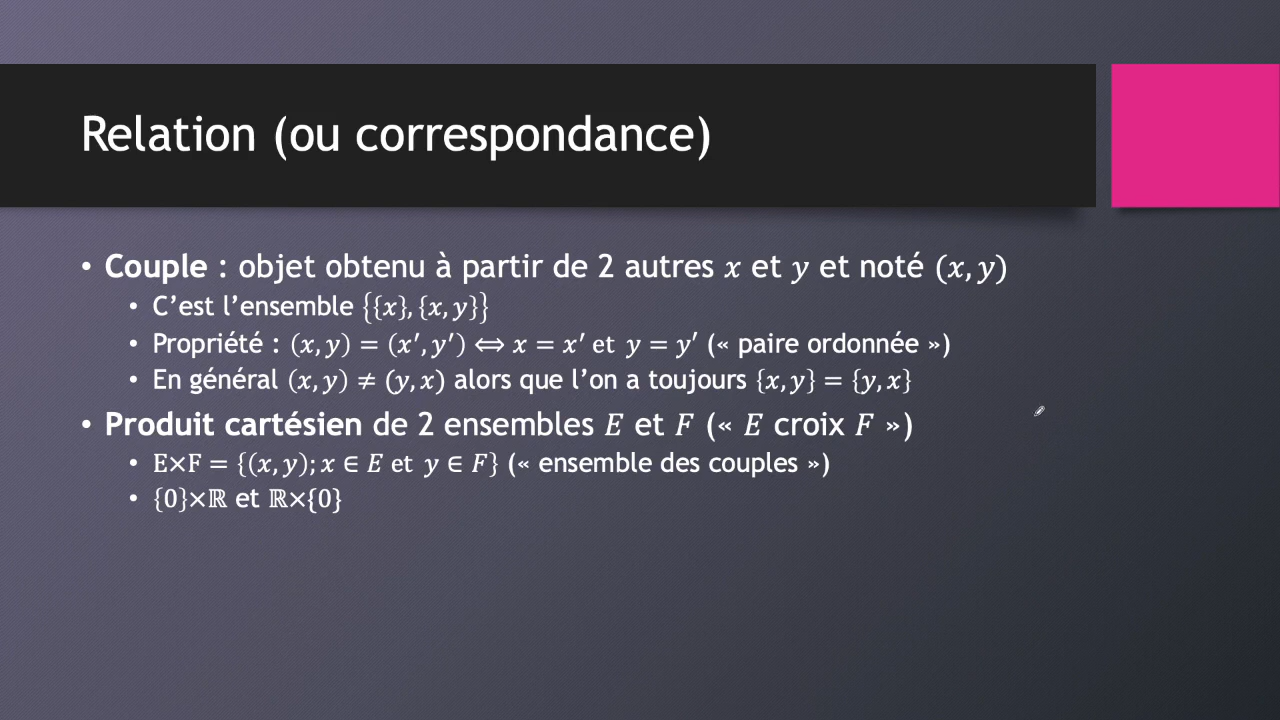 Relation (ou correspondance)
• Couple : objet obtenu à partir de 2 autres 𝑥 et 𝑦 et noté (𝑥, 𝑦)
• C’est l’ensemble {{𝑥}, {𝑥, 𝑦}}
• Propriété : (𝑥, 𝑦) = (𝑥′, 𝑦′) ⟺ 𝑥 = 𝑥′ et 𝑦 = 𝑦′ (« paire ordonnée »)
• En général (𝑥, 𝑦) ≠ (𝑦, 𝑥) alors que l’on a toujours {𝑥, 𝑦} = {𝑦, 𝑥}
• Produit cartésien de 2 ensembles 𝐸 et 𝐹 (« 𝐸 croix 𝐹 »)
• E×F = {(𝑥, 𝑦); 𝑥 ∈ 𝐸 et 𝑦 ∈ 𝐹} (« ensemble des couples »)
• {0}×ℝ et ℝ×{0}